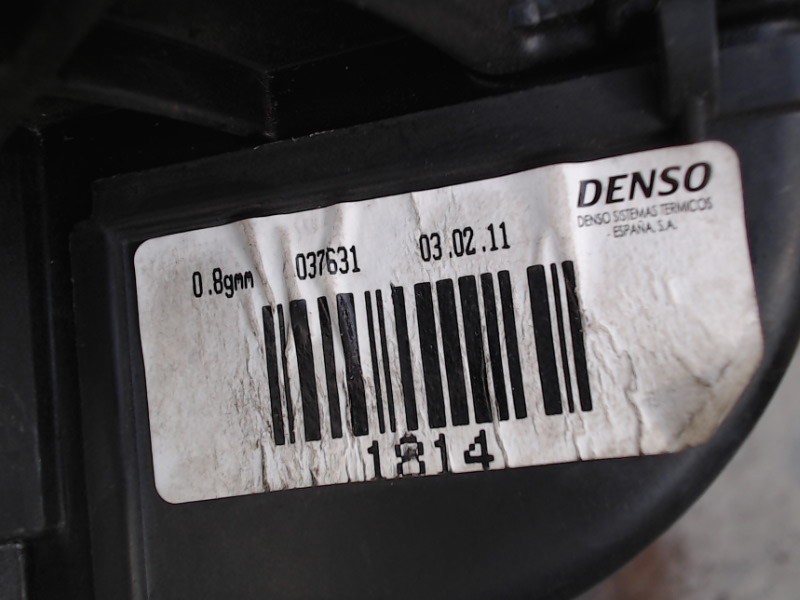 DENSO
DENSO SISTEMAS TERMICOS
- ESPAÑA, S.A.
0.8gmm 037631 03.02.11
1814